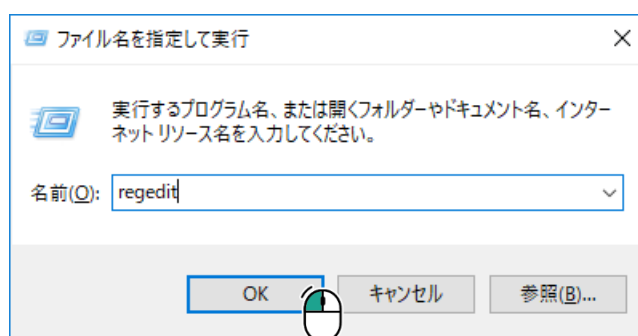 ファイル名を指定して実行
実行するプログラム名、または開くフォルダーやドキュメント名、インター
ネット リソース名を入力してください。
名前(O): regedit
OK キャンセル 参照(B)...